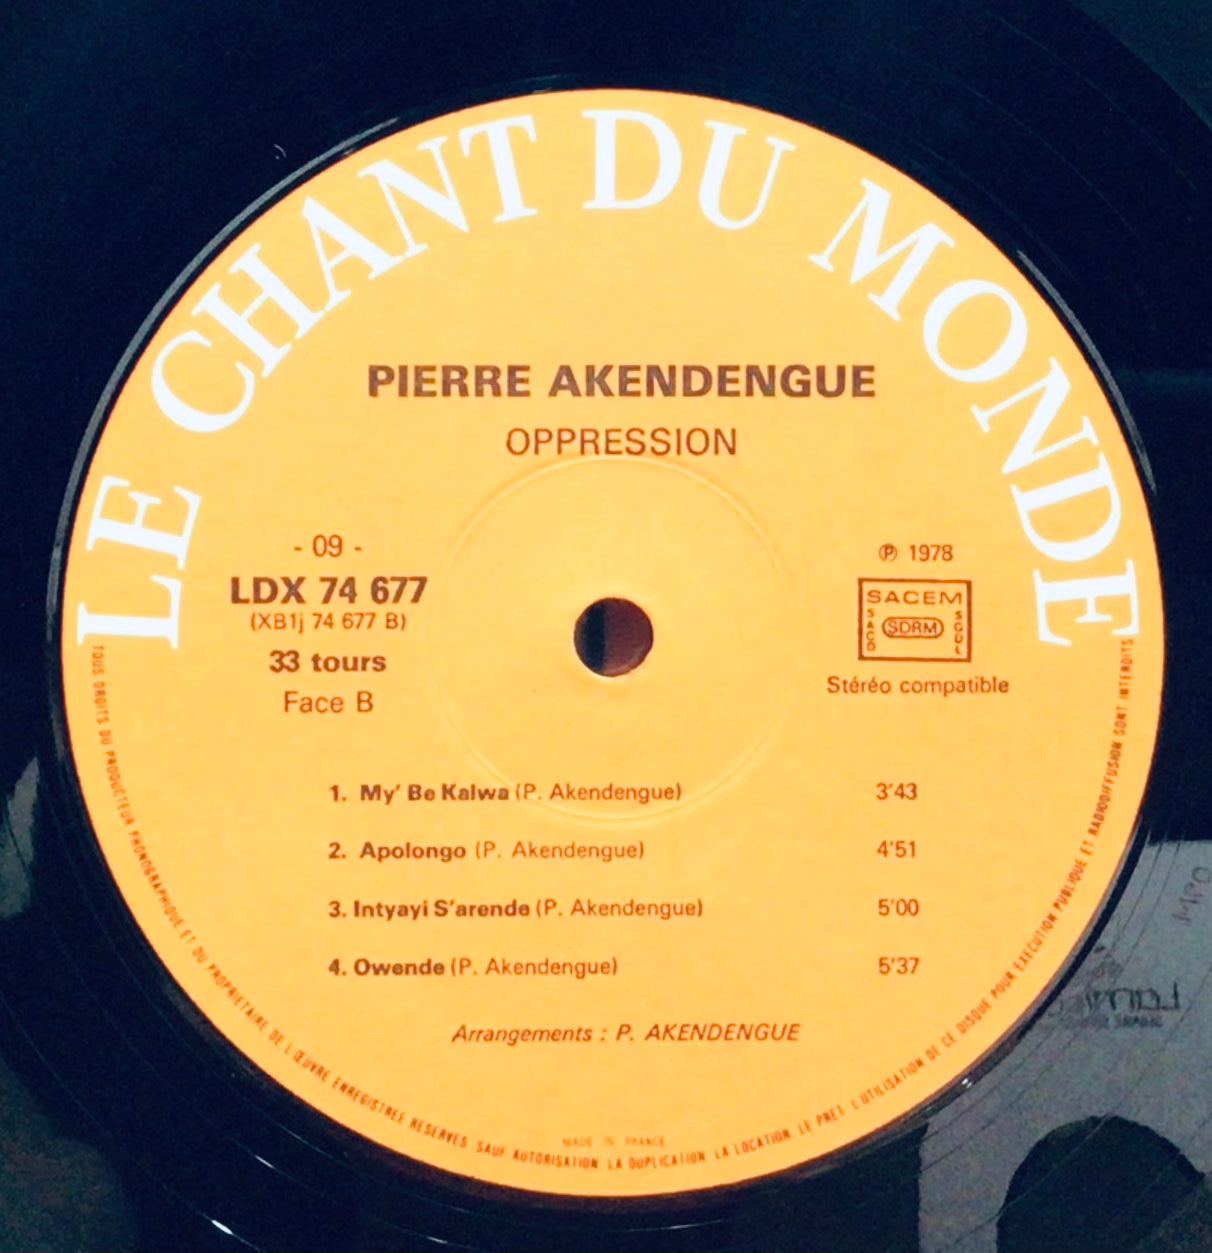 LE CHANT DU MONDE
PIERRE AKENDENGUE
OPPRESSION
- 09 -
LDX 74 677
(XB1j 74 677 B)
33 tours
Face B
℗ 1978
SACEM
SACD SDRM SGDL
Stéréo compatible
1. My' Be Kalwa (P. Akendengue) 3'43
2. Apolongo (P. Akendengue) 4'51
3. Intyayi S'arende (P. Akendengue) 5'00
4. Owende (P. Akendengue) 5'37
Arrangements : P. AKENDENGUE
MADE IN FRANCE
TOUS DROITS DU PRODUCTEUR PHONOGRAPHIQUE ET DU PROPRIETAIRE DE L'ŒUVRE ENREGISTREE RESERVES SAUF AUTORISATION LA DUPLICATION LA LOCATION LE PRET L'UTILISATION DE CE DISQUE POUR EXECUTION PUBLIQUE ET RADIODIFFUSION SONT INTERDITS